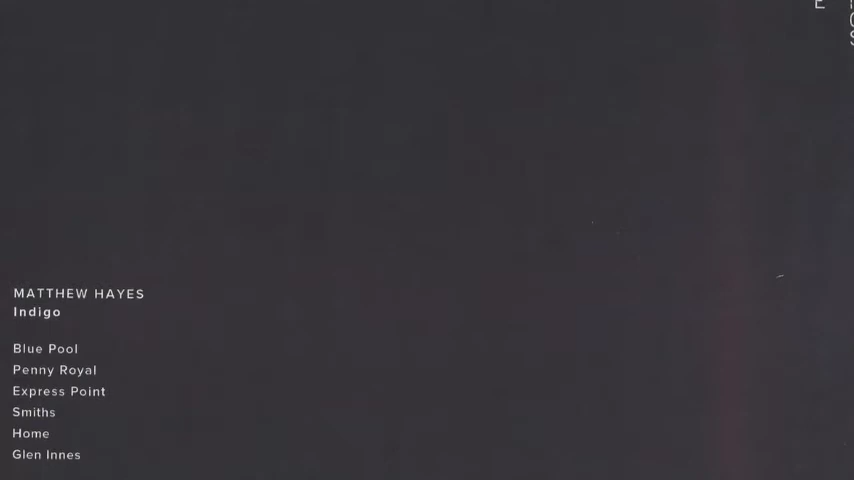 MATTHEW HAYES
Indigo
Blue Pool
Penny Royal
Express Point
Smiths
Home
Glen Innes